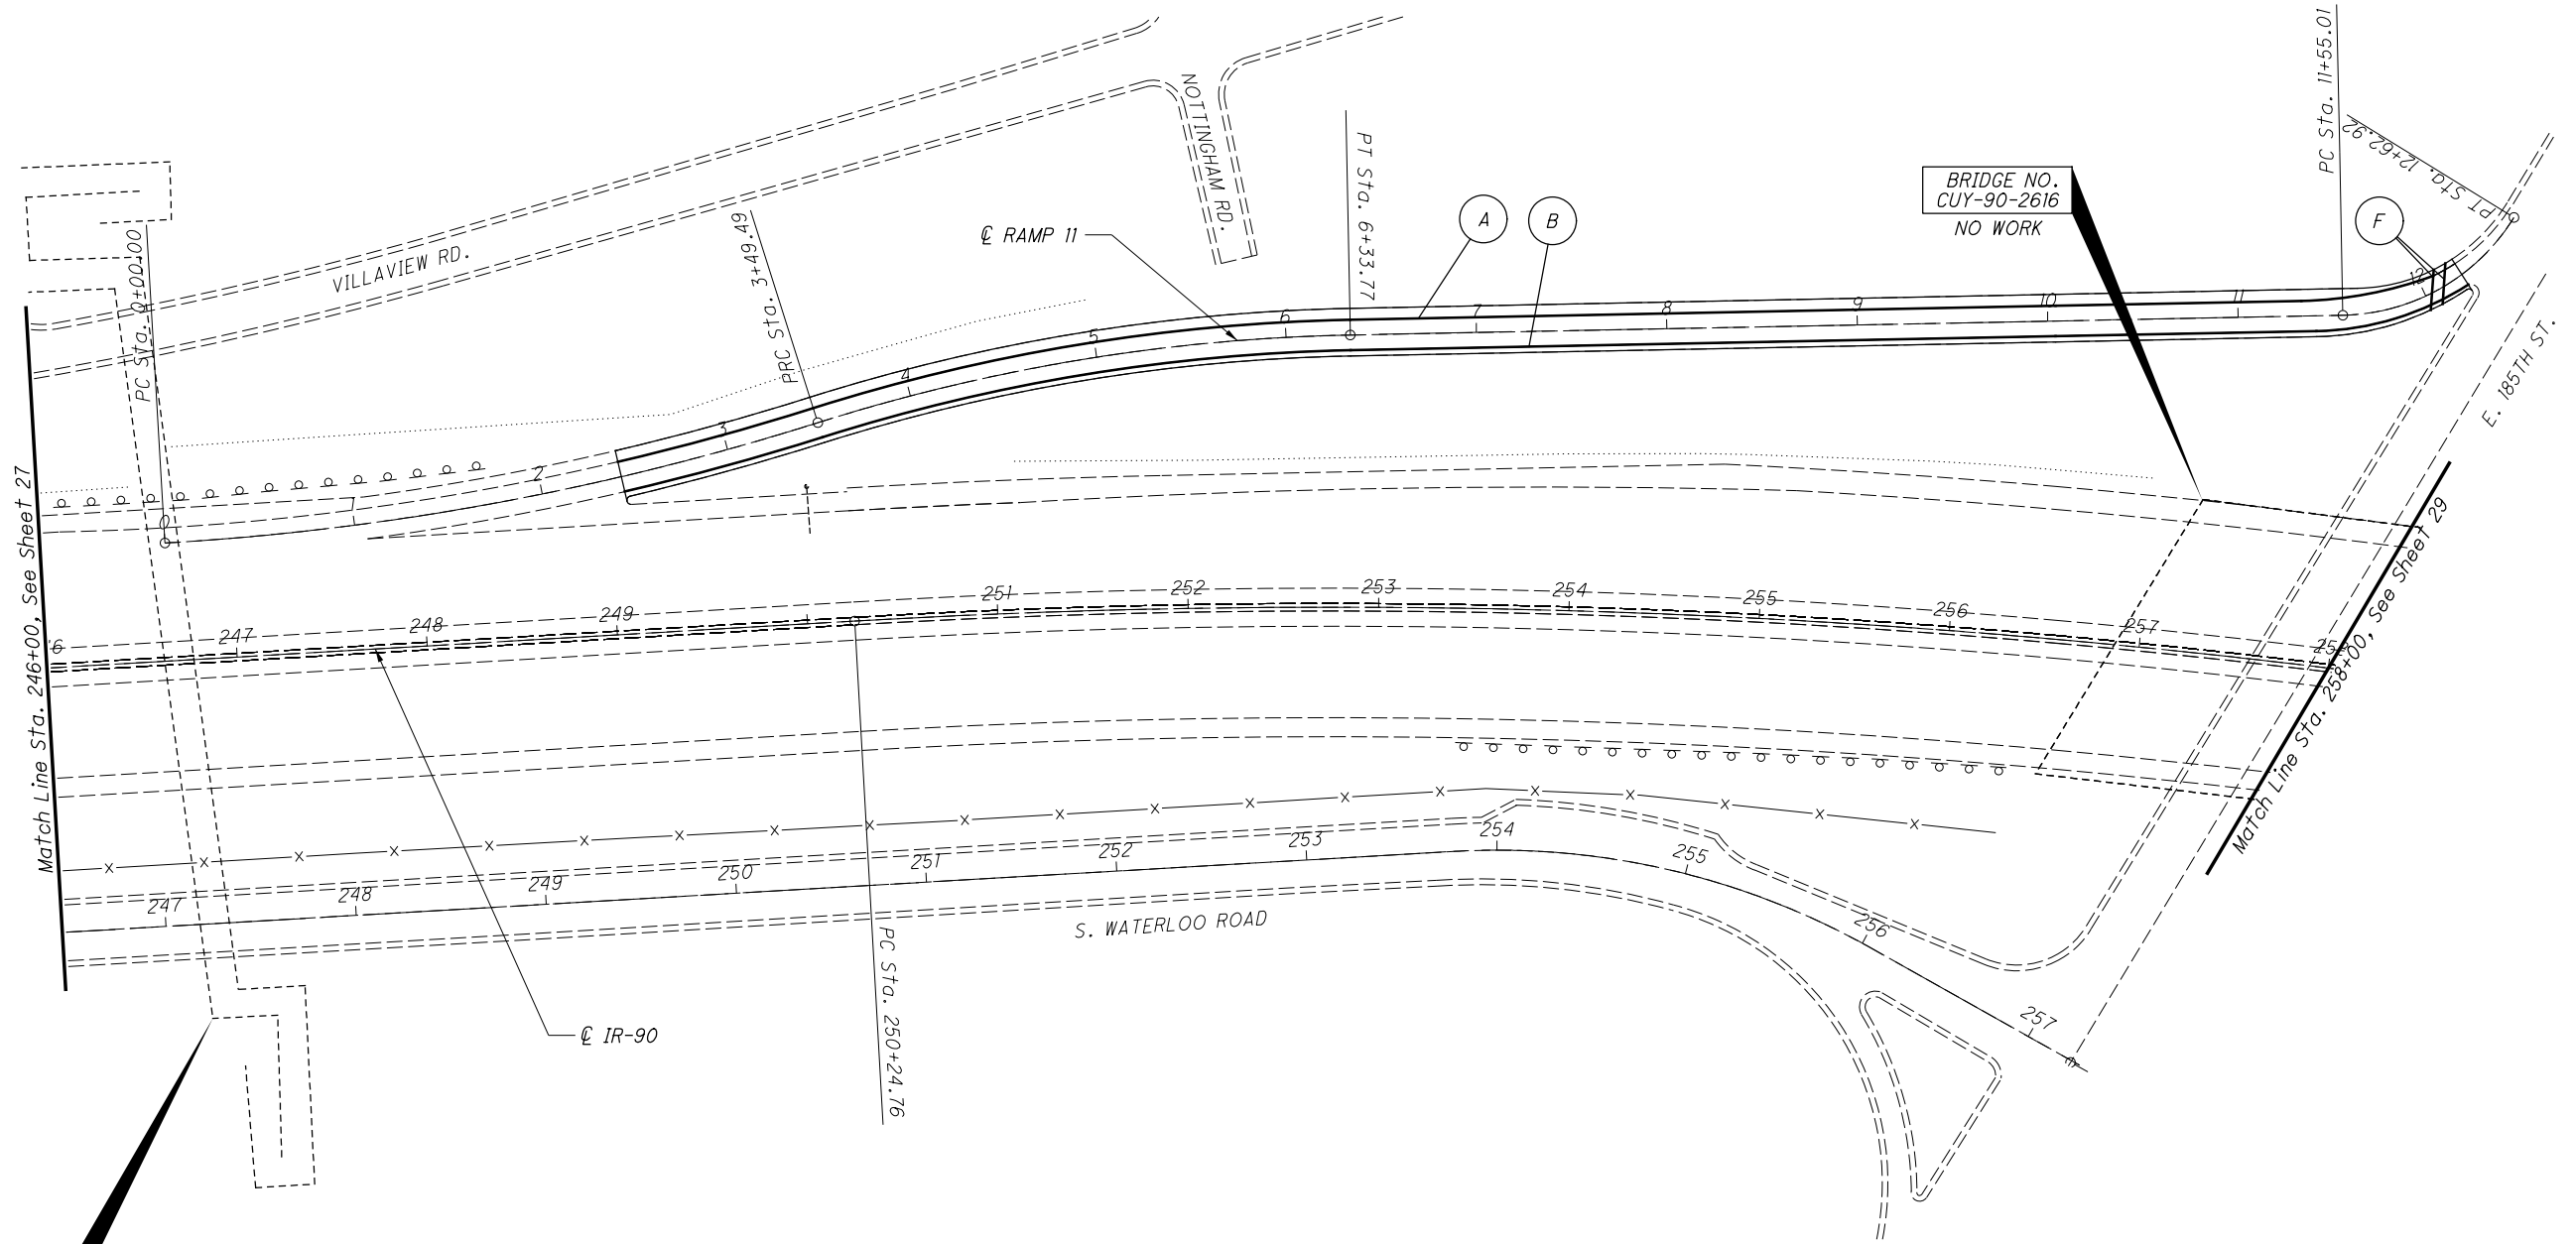 PC Sta. 11+55.01
PT Sta. 12+62.92
NOTTINGHAM RD.
PT Sta. 6+33.77
BRIDGE NO.
CUY-90-2616
NO WORK
A
B
F
℄ RAMP 11
PRC Sta. 3+49.49
PC Sta. 0+00.00
VILLAVIEW RD.
0
1
2
3
4
5
6
7
8
9
10
11
12
E. 185TH ST.
Match Line Sta. 246+00, See Sheet 27
Match Line Sta. 258+00, See Sheet 29
247
248
249
251
252
253
254
255
256
257
℄ IR-90
PC Sta. 250+24.76
247
248
249
250
251
252
253
254
255
256
257
S. WATERLOO ROAD